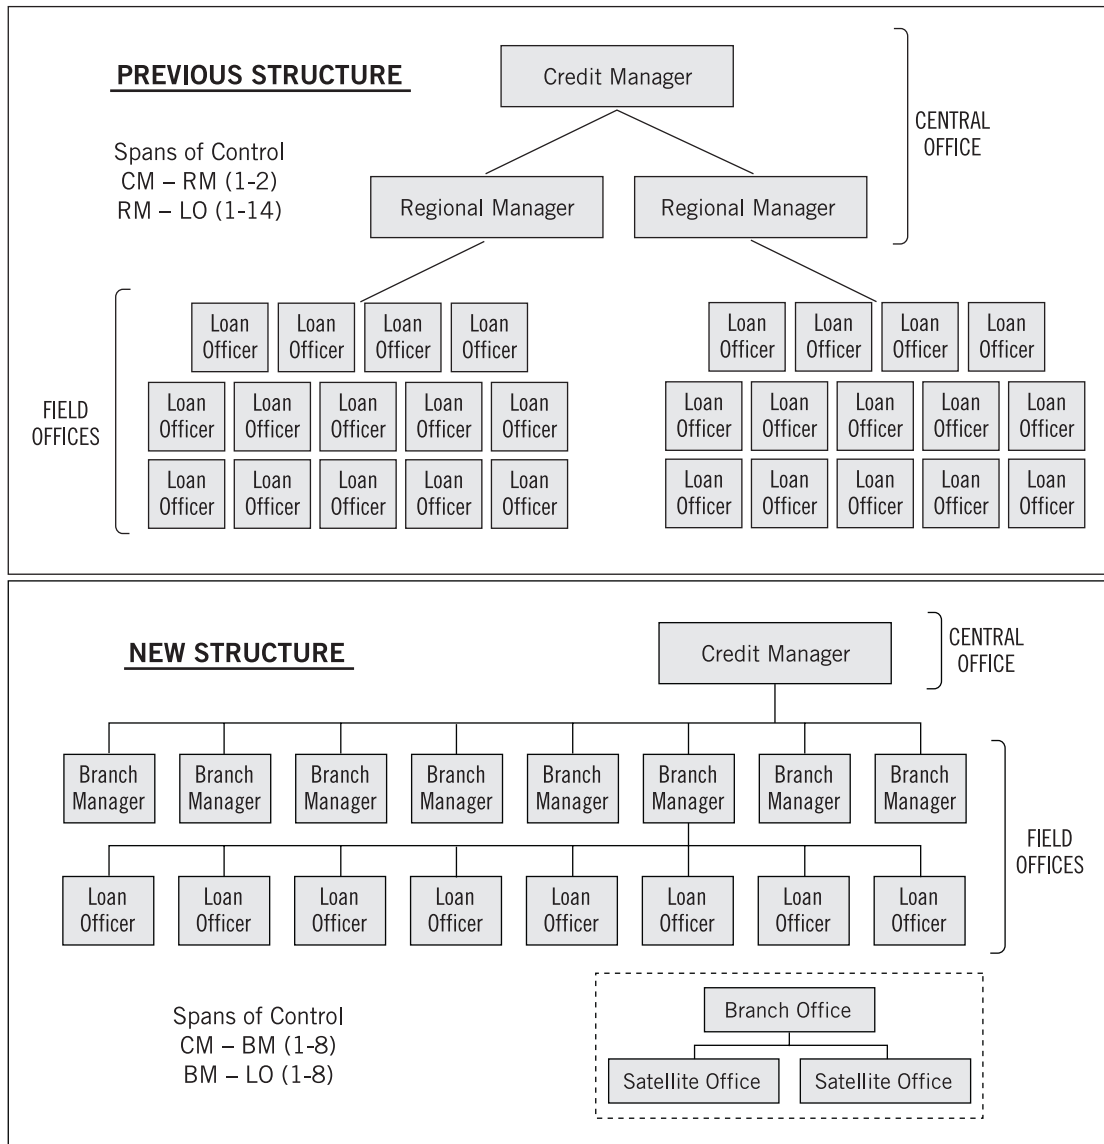 PREVIOUS STRUCTURE
Credit Manager
CENTRAL
OFFICE
Spans of Control
CM – RM (1-2)
RM – LO (1-14)
Regional Manager
Regional Manager
FIELD
OFFICES
Loan
Officer
Loan
Officer
Loan
Officer
Loan
Officer
Loan
Officer
Loan
Officer
Loan
Officer
Loan
Officer
Loan
Officer
Loan
Officer
Loan
Officer
Loan
Officer
Loan
Officer
Loan
Officer
Loan
Officer
Loan
Officer
Loan
Officer
Loan
Officer
Loan
Officer
Loan
Officer
Loan
Officer
Loan
Officer
Loan
Officer
Loan
Officer
Loan
Officer
Loan
Officer
Loan
Officer
Loan
Officer
NEW STRUCTURE
Credit Manager
CENTRAL
OFFICE
Branch
Manager
Branch
Manager
Branch
Manager
Branch
Manager
Branch
Manager
Branch
Manager
Branch
Manager
Branch
Manager
FIELD
OFFICES
Loan
Officer
Loan
Officer
Loan
Officer
Loan
Officer
Loan
Officer
Loan
Officer
Loan
Officer
Loan
Officer
Spans of Control
CM – BM (1-8)
BM – LO (1-8)
Branch Office
Satellite Office
Satellite Office